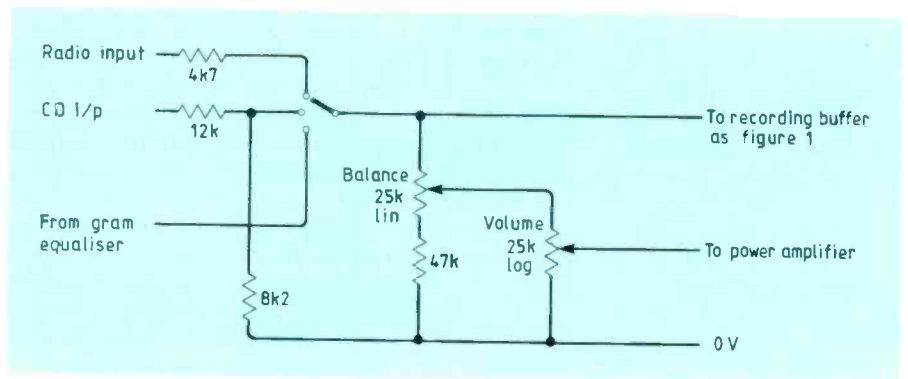 Radio input
4k7
CD i/p
12k
To recording buffer
as figure 1
Balance
25k
lin
From gram
equaliser
Volume
25k
log
47k
To power amplifier
8k2
0V